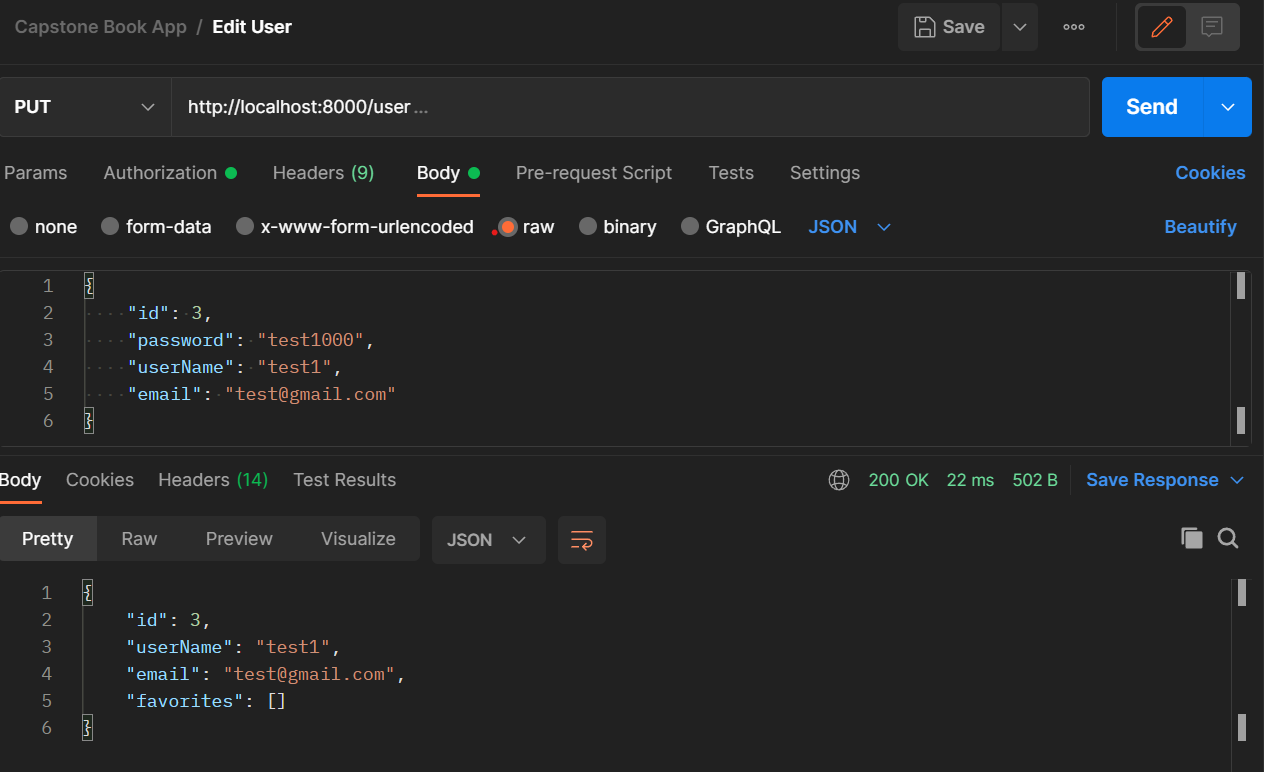 Capstone Book App / Edit User Save
PUT http://localhost:8000/user ... Send
Params Authorization Headers (9) Body Pre-request Script Tests Settings Cookies
none form-data x-www-form-urlencoded raw binary GraphQL JSON Beautify
1 {
2 "id": 3,
3 "password": "test1000",
4 "userName": "test1",
5 "email": "test@gmail.com"
6 }
Body Cookies Headers (14) Test Results 200 OK 22 ms 502 B Save Response
Pretty Raw Preview Visualize JSON
1 {
2 "id": 3,
3 "userName": "test1",
4 "email": "test@gmail.com",
5 "favorites": []
6 }